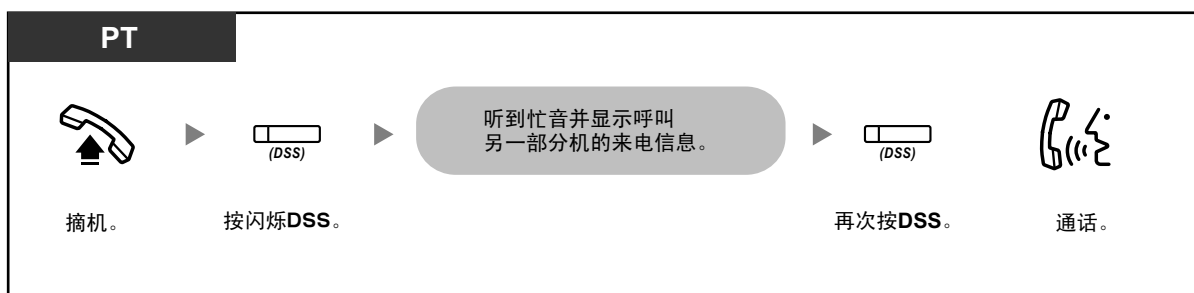 PT
听到忙音并显示呼叫
另一部分机的来电信息。
(DSS)
(DSS)
摘机。
按闪烁DSS。
再次按DSS。
通话。